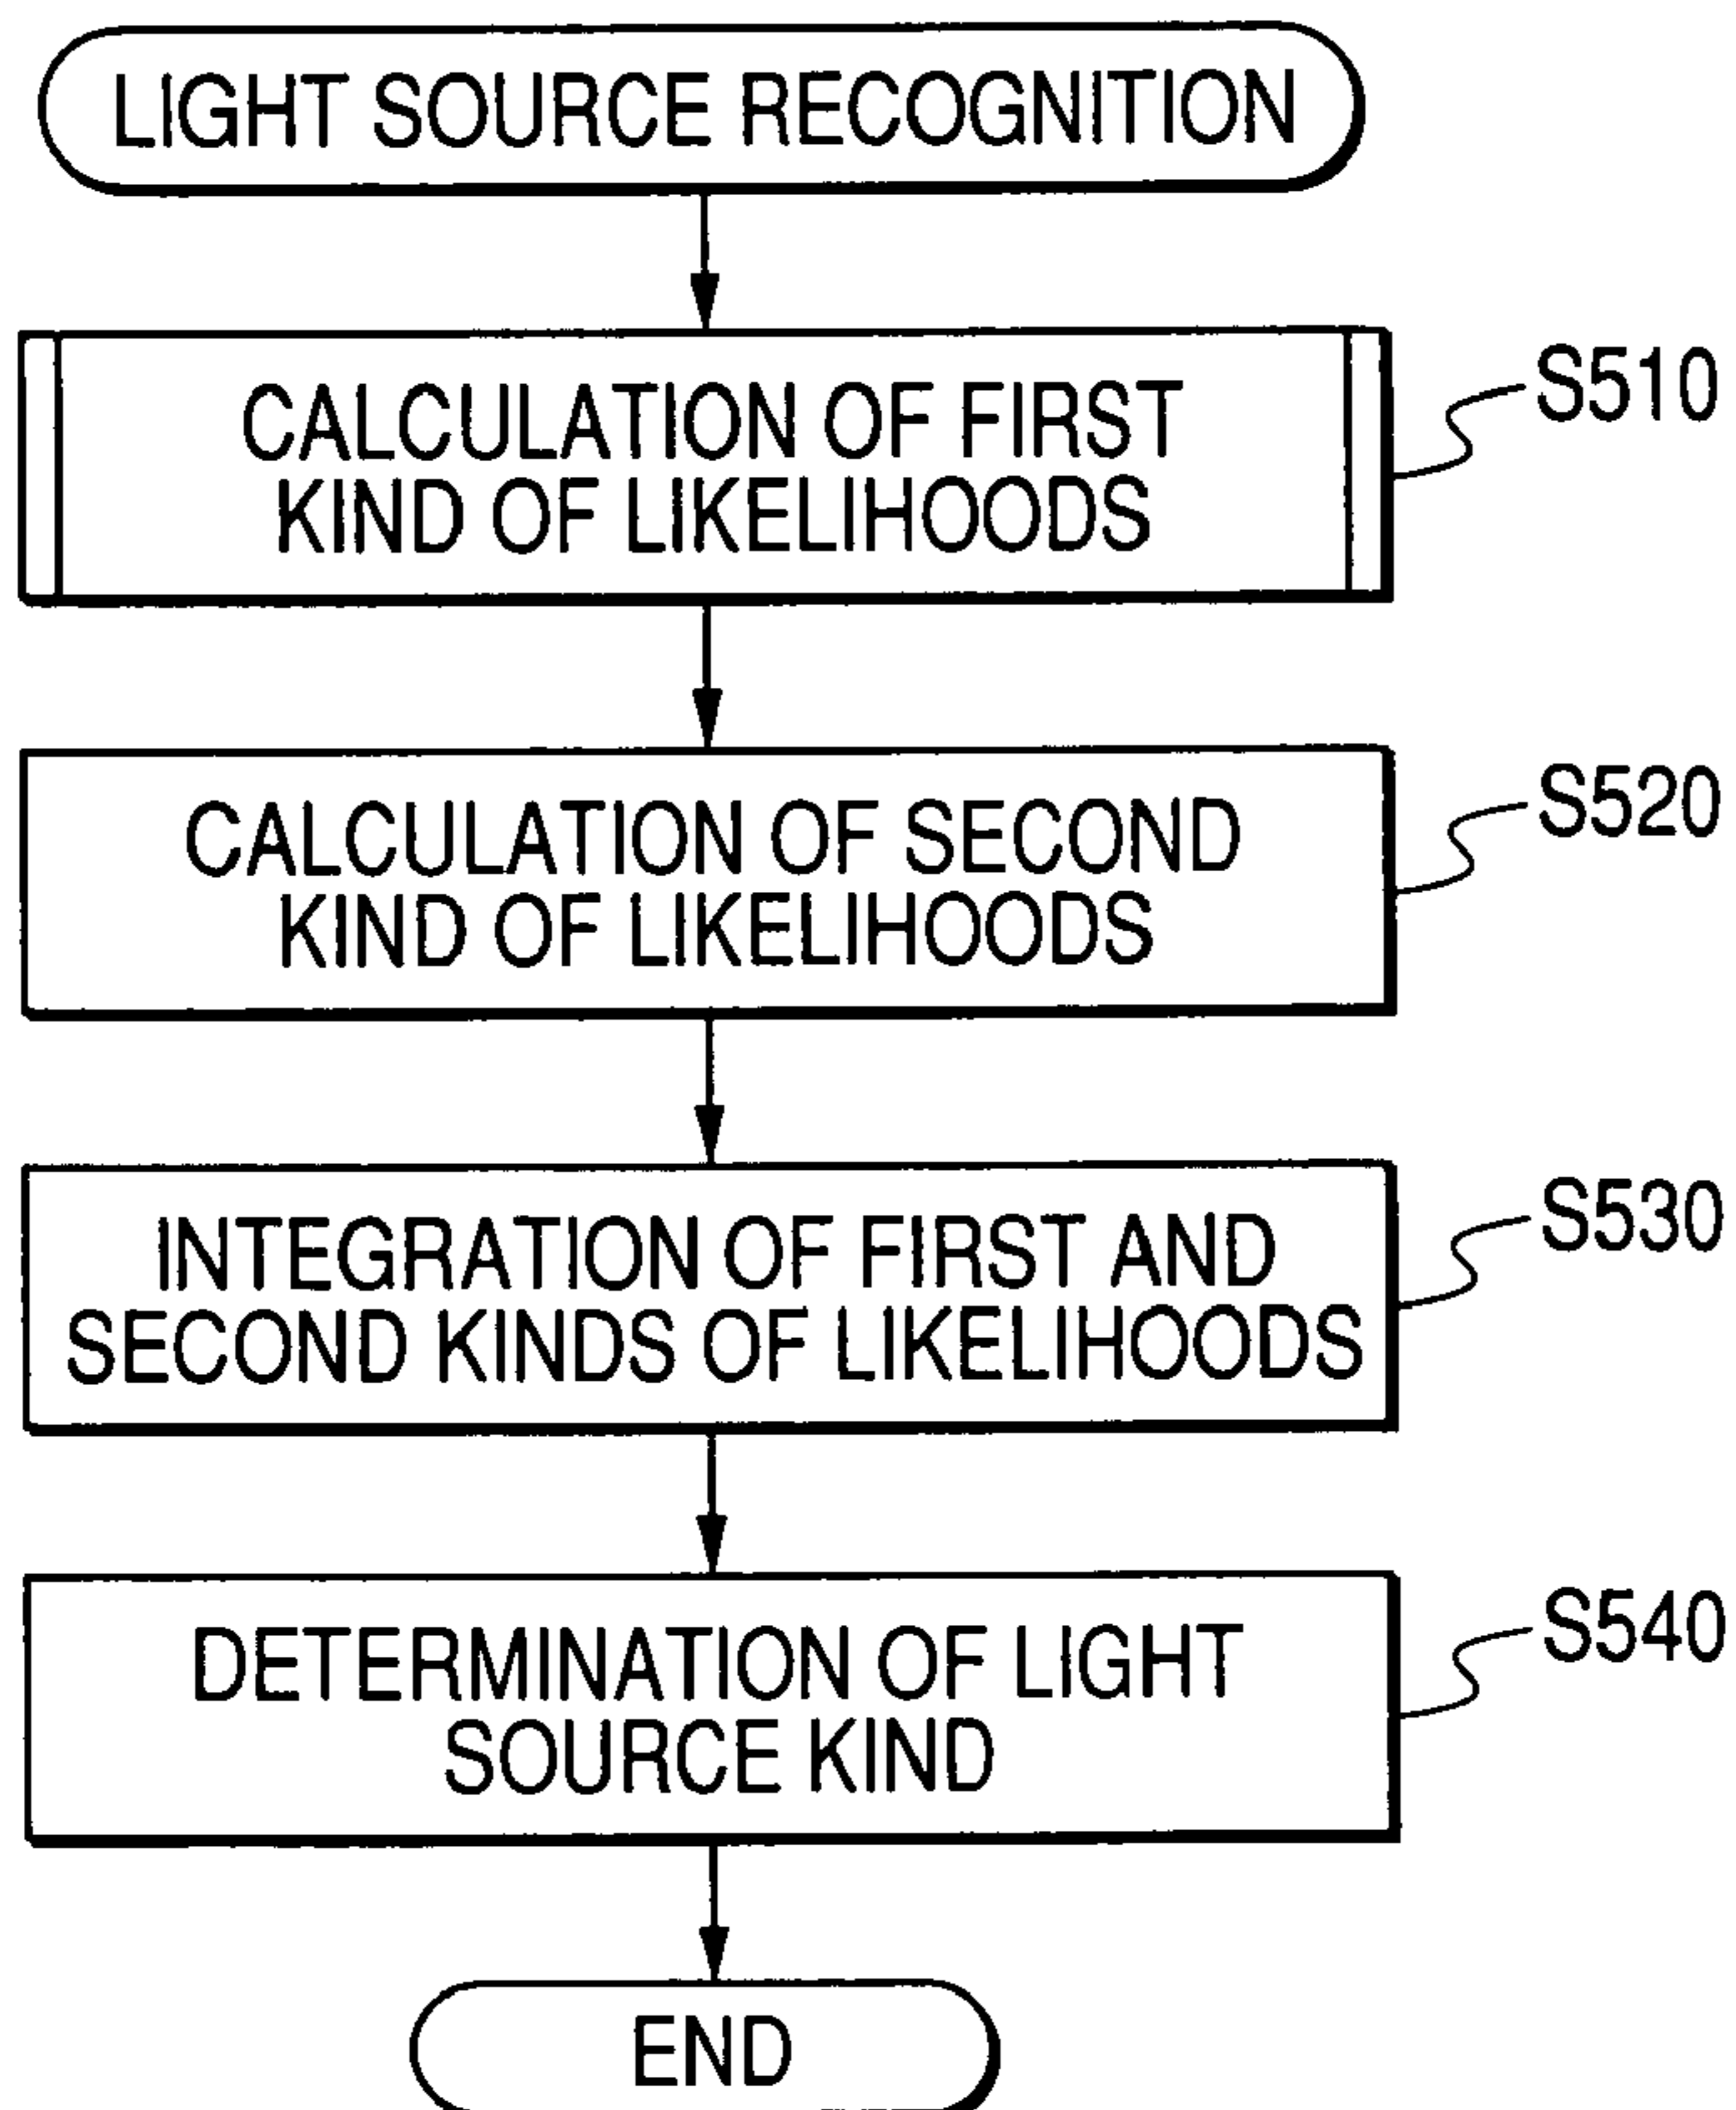 LIGHT SOURCE RECOGNITION
CALCULATION OF FIRST
KIND OF LIKELIHOODS
S510
CALCULATION OF SECOND
KIND OF LIKELIHOODS
S520
INTEGRATION OF FIRST AND
SECOND KINDS OF LIKELIHOODS
S530
DETERMINATION OF LIGHT
SOURCE KIND
S540
END